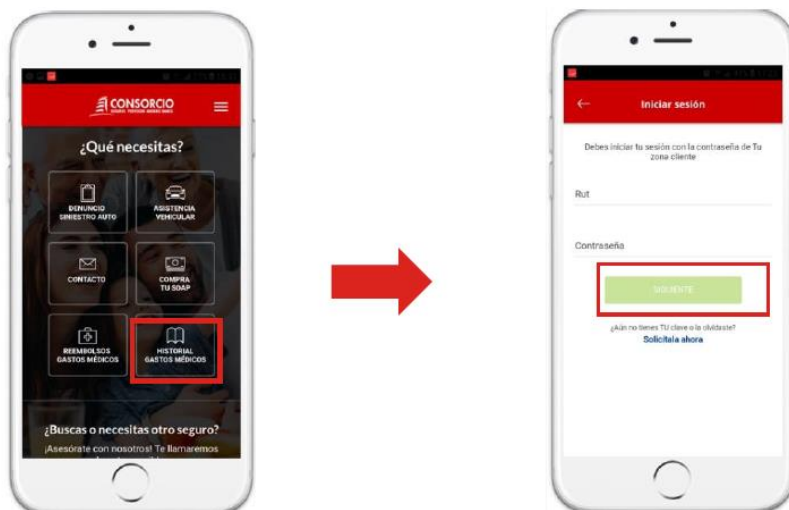 CONSORCIO
¿Qué necesitas?
DENUNCIO
SINIESTRO AUTO
ASISTENCIA
VEHICULAR
CONTACTO
COMPRA
TU SOAP
REEMBOLSOS
GASTOS MÉDICOS
HISTORIAL
GASTOS MÉDICOS
¿Buscas o necesitas otro seguro?
¡Asesórate con nosotros! Te llamaremos
Iniciar sesión
Debes iniciar tu sesión con la contraseña de Tu
zona cliente
Rut
Contraseña
SIGUIENTE
¿Aún no tienes TU clave o la olvidaste?
Solicítala ahora